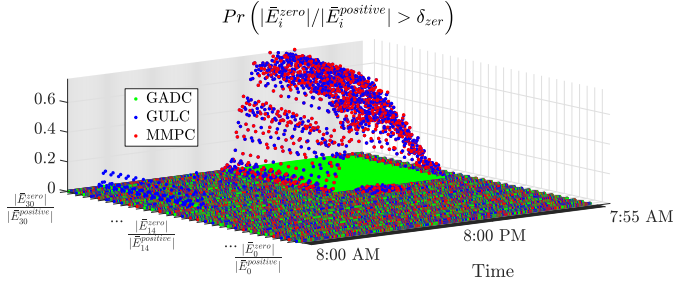 Pr (|Ē_i^{zero}|/|Ē_i^{positive}| > δ_{zer})
GADC
GULC
MMPC
0.6
0.4
0.2
0
|Ē_{30}^{zero}|
|Ē_{30}^{positive}|
...
|Ē_{14}^{zero}|
|Ē_{14}^{positive}|
...
|Ē_0^{zero}|
|Ē_0^{positive}|
8:00 AM
8:00 PM
7:55 AM
Time